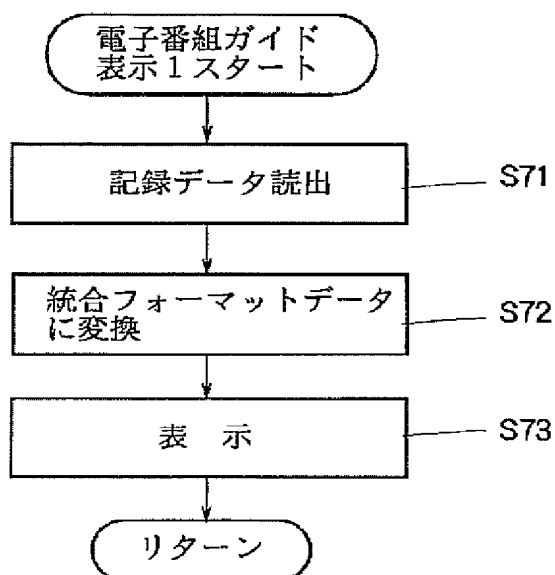 電子番組ガイド
表示1スタート
記録データ読出
S71
統合フォーマットデータ
に変換
S72
表 示
S73
リターン